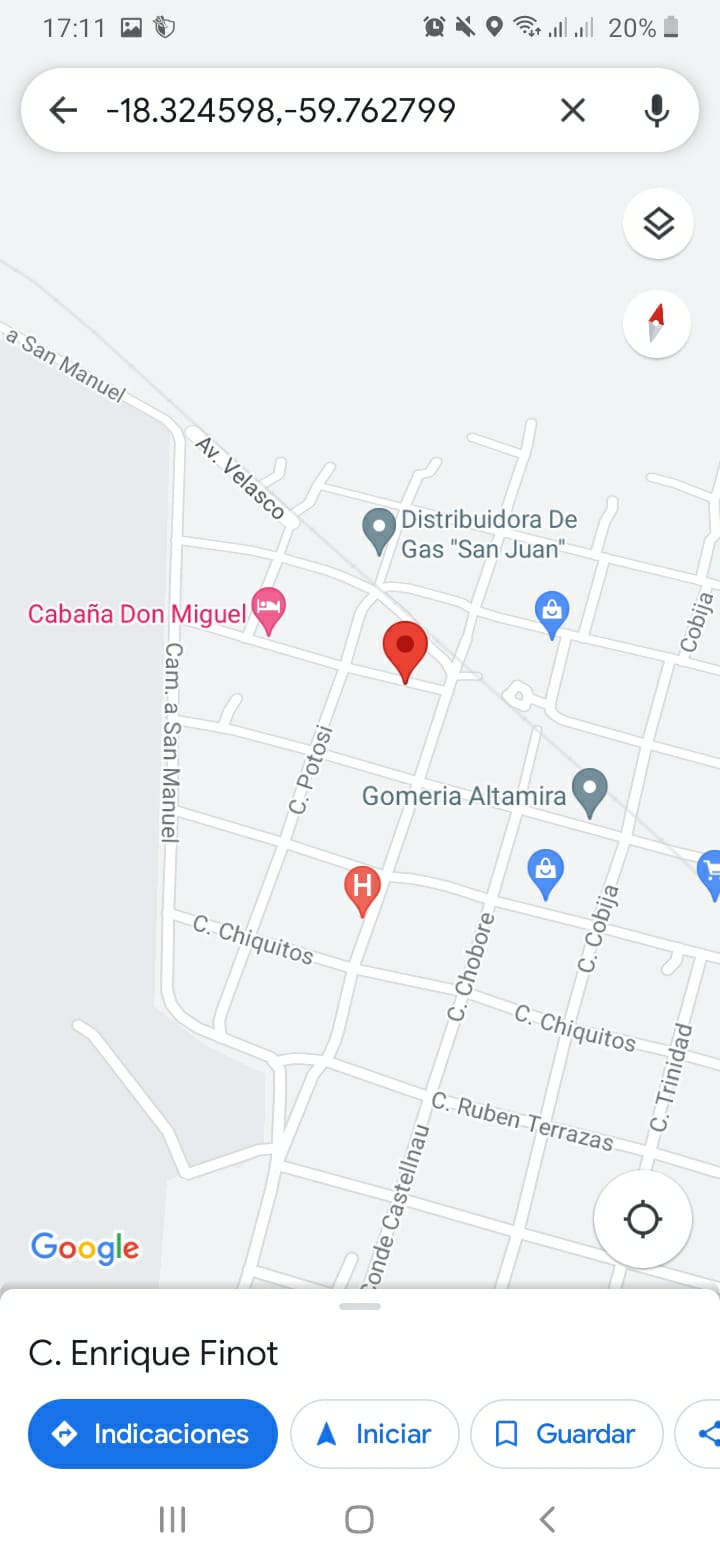 17:11
20%
-18.324598,-59.762799
a San Manuel
Av. Velasco
Distribuidora De
Gas "San Juan"
Cabaña Don Miguel
Cobija
Cam. a San Manuel
C. Potosi
Gomeria Altamira
H
C. Chiquitos
C. Chobore
C. Cobija
C. Chiquitos
C. Trinidad
C. Ruben Terrazas
Conde Castellnau
Google
C. Enrique Finot
Indicaciones
Iniciar
Guardar